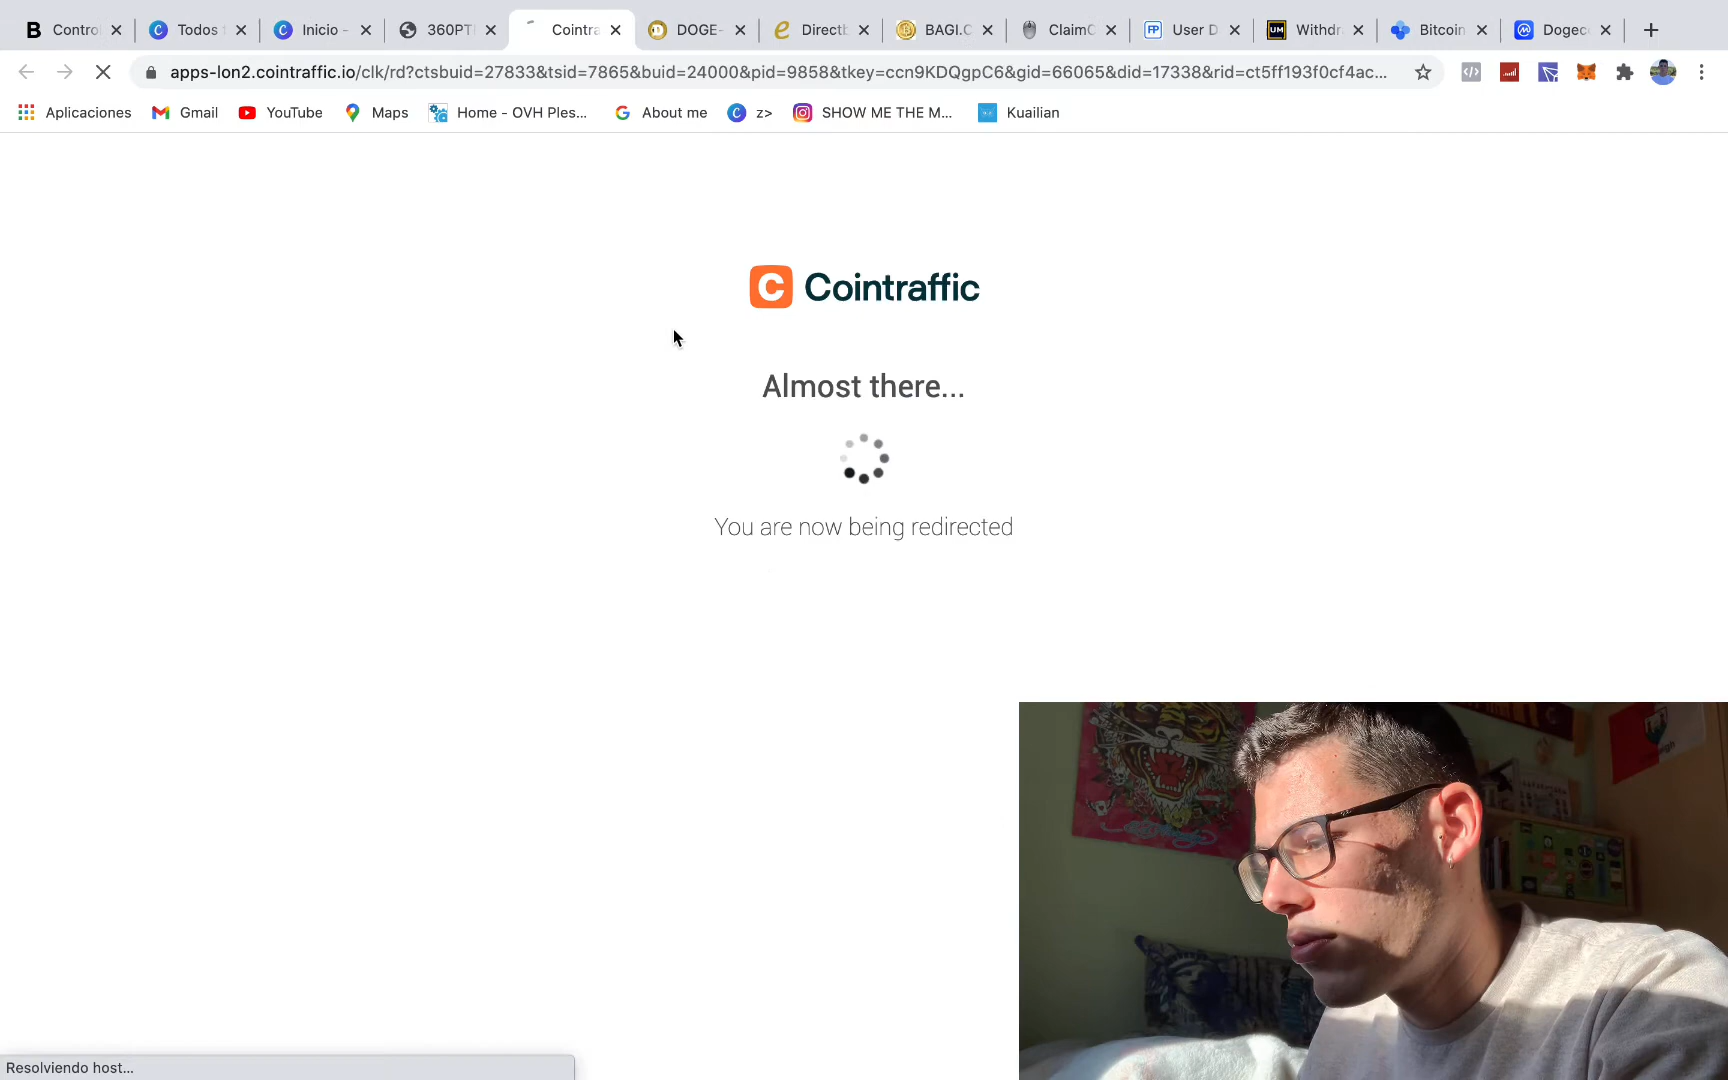 Contro
Todos f
Inicio -
360PT
Cointra
DOGE-
Directb
BAGI.C
ClaimC
User D
Withdra
Bitcoin
Dogec
apps-lon2.cointraffic.io/clk/rd?ctsbuid=27833&tsid=7865&buid=24000&pid=9858&tkey=ccn9KDQgpC6&gid=66065&did=17338&rid=ct5ff193f0cf4ac...
Aplicaciones
Gmail
YouTube
Maps
Home - OVH Ples...
About me
z>
SHOW ME THE M...
Kuailian
Cointraffic
Almost there...
You are now being redirected
Resolviendo host...